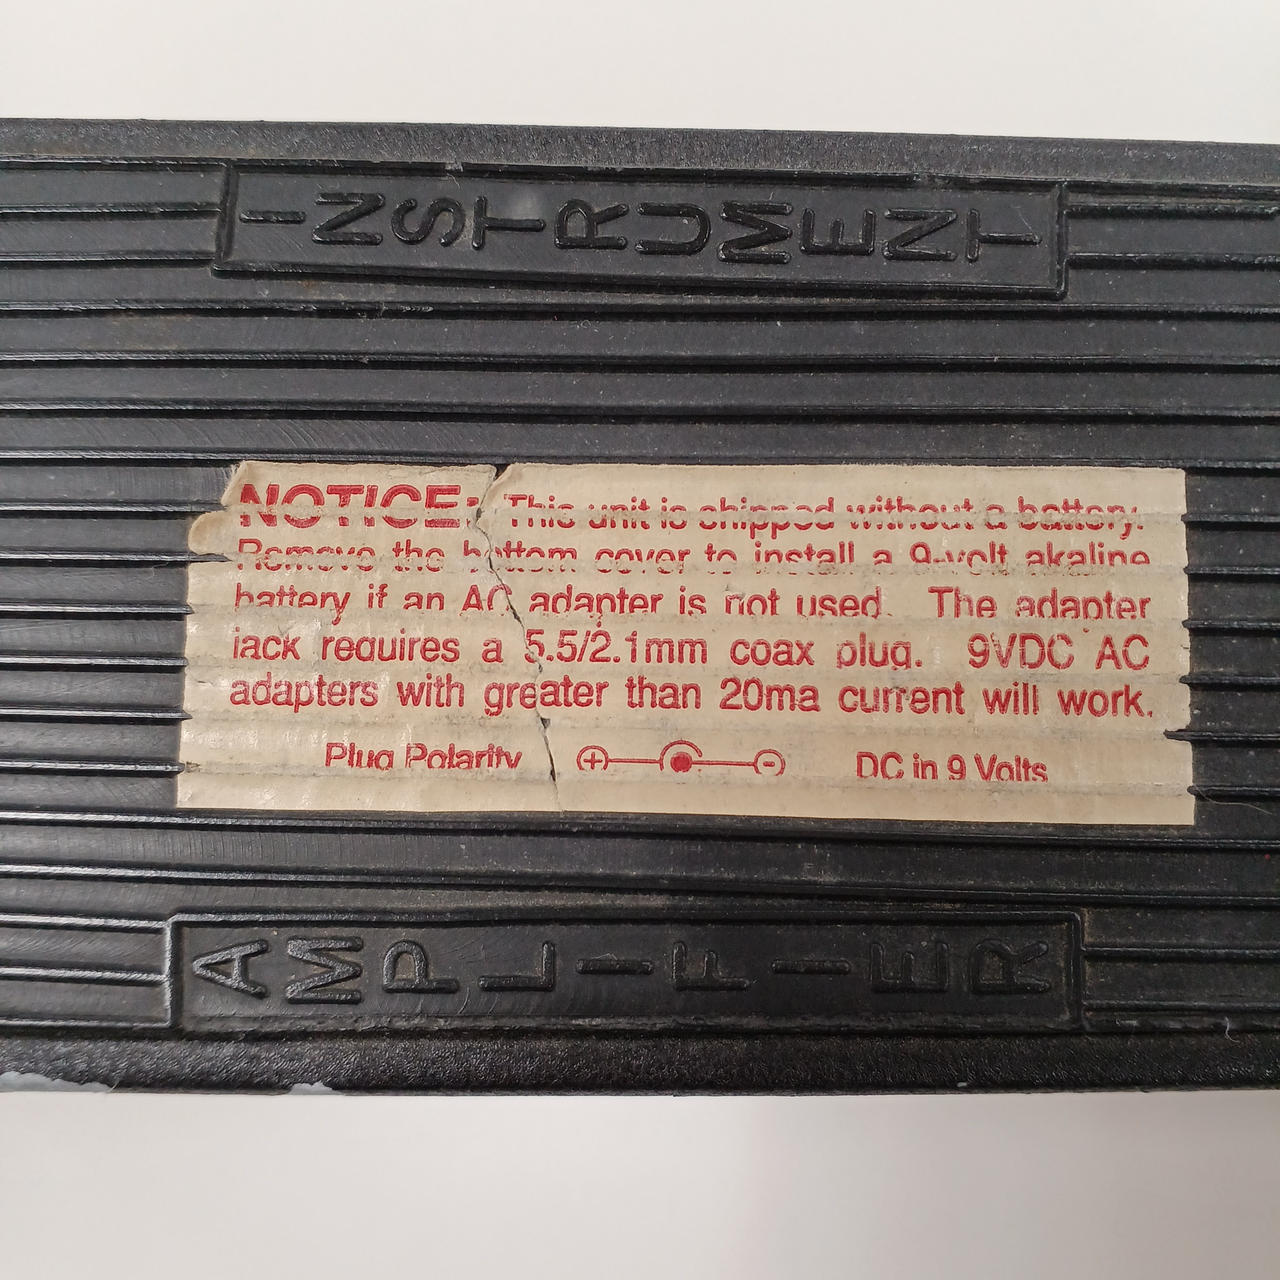 INSTRUMENT
NOTICE: This unit is shipped without a battery.
Remove the bottom cover to install a 9-volt akaline
battery if an AC adapter is not used. The adapter
jack requires a 5.5/2.1mm coax plug. 9VDC AC
adapters with greater than 20ma current will work.
Plug Polarity + - DC in 9 Volts
AMPLIFIER